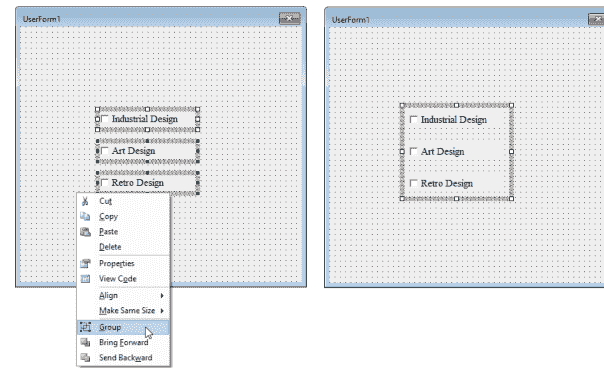 UserForm1
Industrial Design
Art Design
Retro Design
Cut
Copy
Paste
Delete
Properties
View Code
Align
Make Same Size
Group
Bring Forward
Send Backward
UserForm1
Industrial Design
Art Design
Retro Design